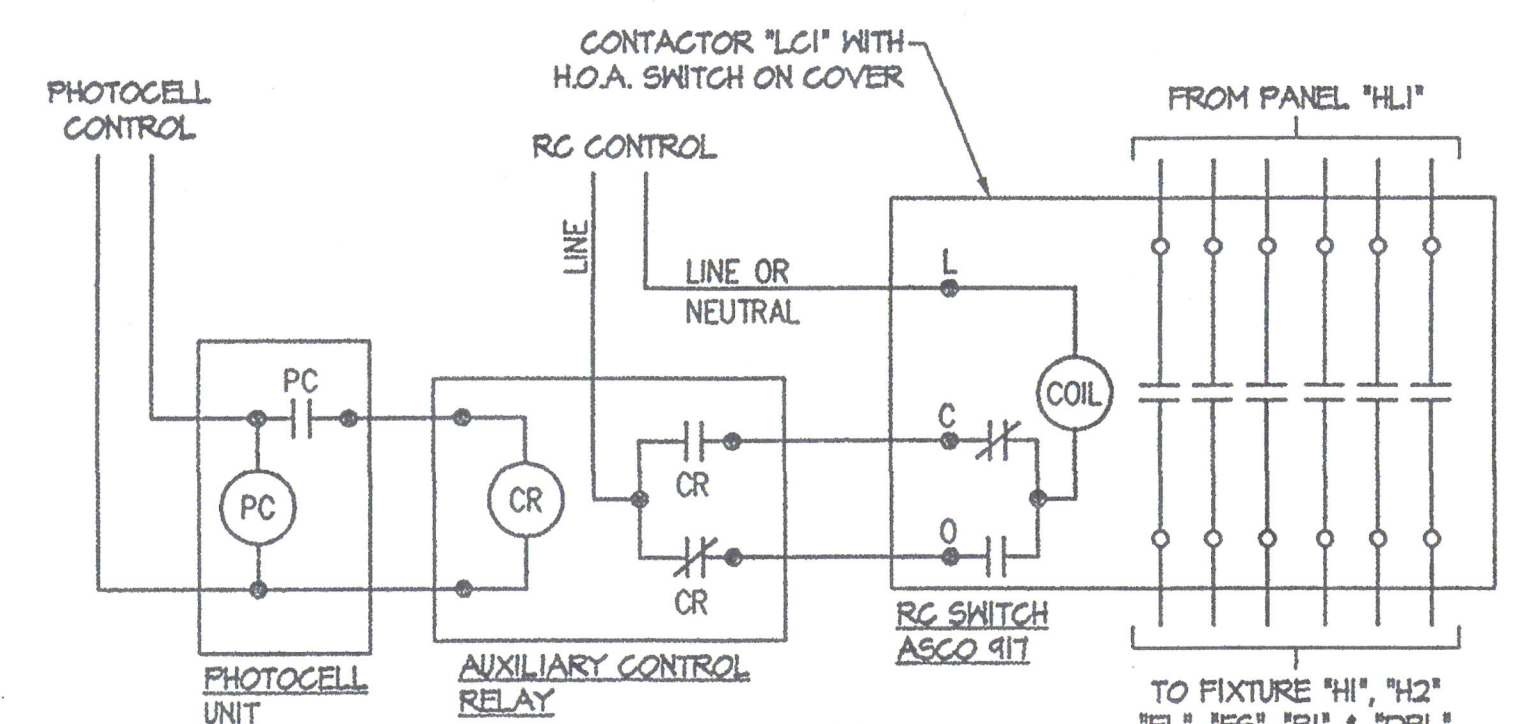 CONTACTOR "LC1" WITH
H.O.A. SWITCH ON COVER
PHOTOCELL
CONTROL
FROM PANEL "HL1"
RC CONTROL
LINE
LINE OR
NEUTRAL
L
PC
COIL
C
CR
PC
CR
O
CR
RC SWITCH
ASCO 917
PHOTOCELL
UNIT
AUXILIARY CONTROL
RELAY
TO FIXTURE "H1", "H2"